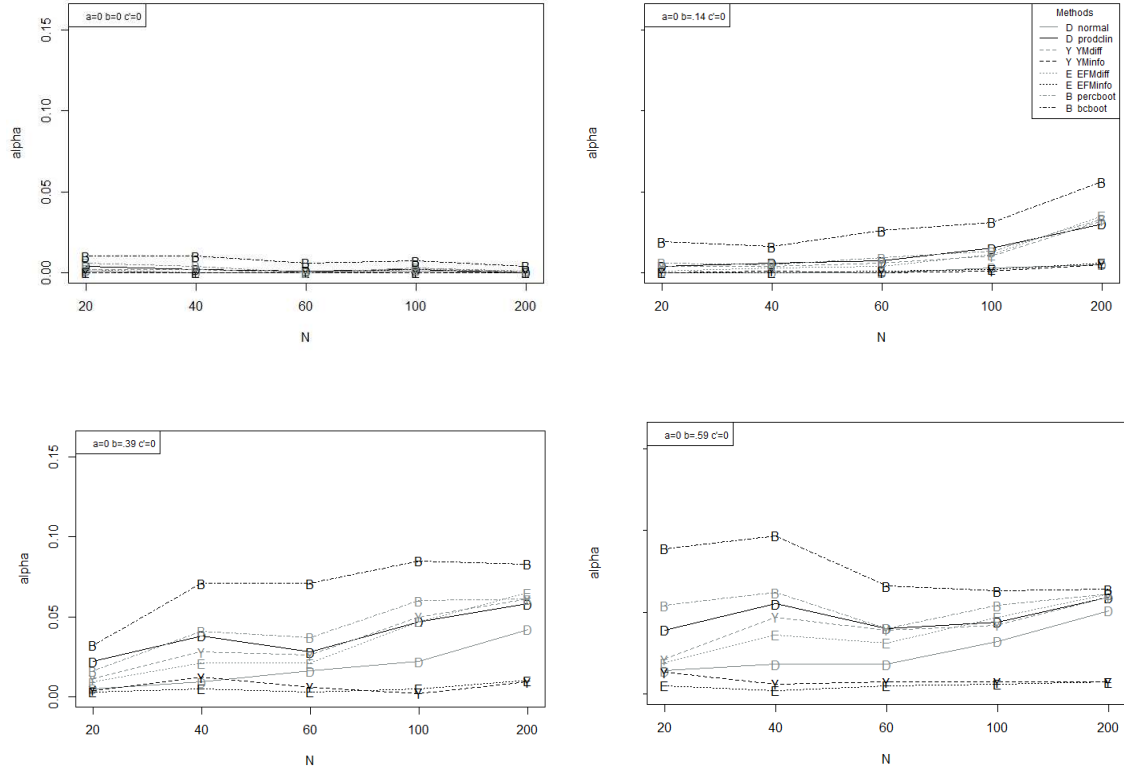 a=0 b=0 c'=0
0.15
0.10
0.05
0.00
alpha
20 40 60 100 200
N
a=0 b=.14 c'=0
Methods
D normal
D prodclin
Y YMdiff
Y YMinfo
E EFMdiff
E EFMinfo
B percboot
B bcboot
alpha
20 40 60 100 200
N
a=0 b=.39 c'=0
0.15
0.10
0.05
0.00
alpha
20 40 60 100 200
N
a=0 b=.59 c'=0
alpha
20 40 60 100 200
N